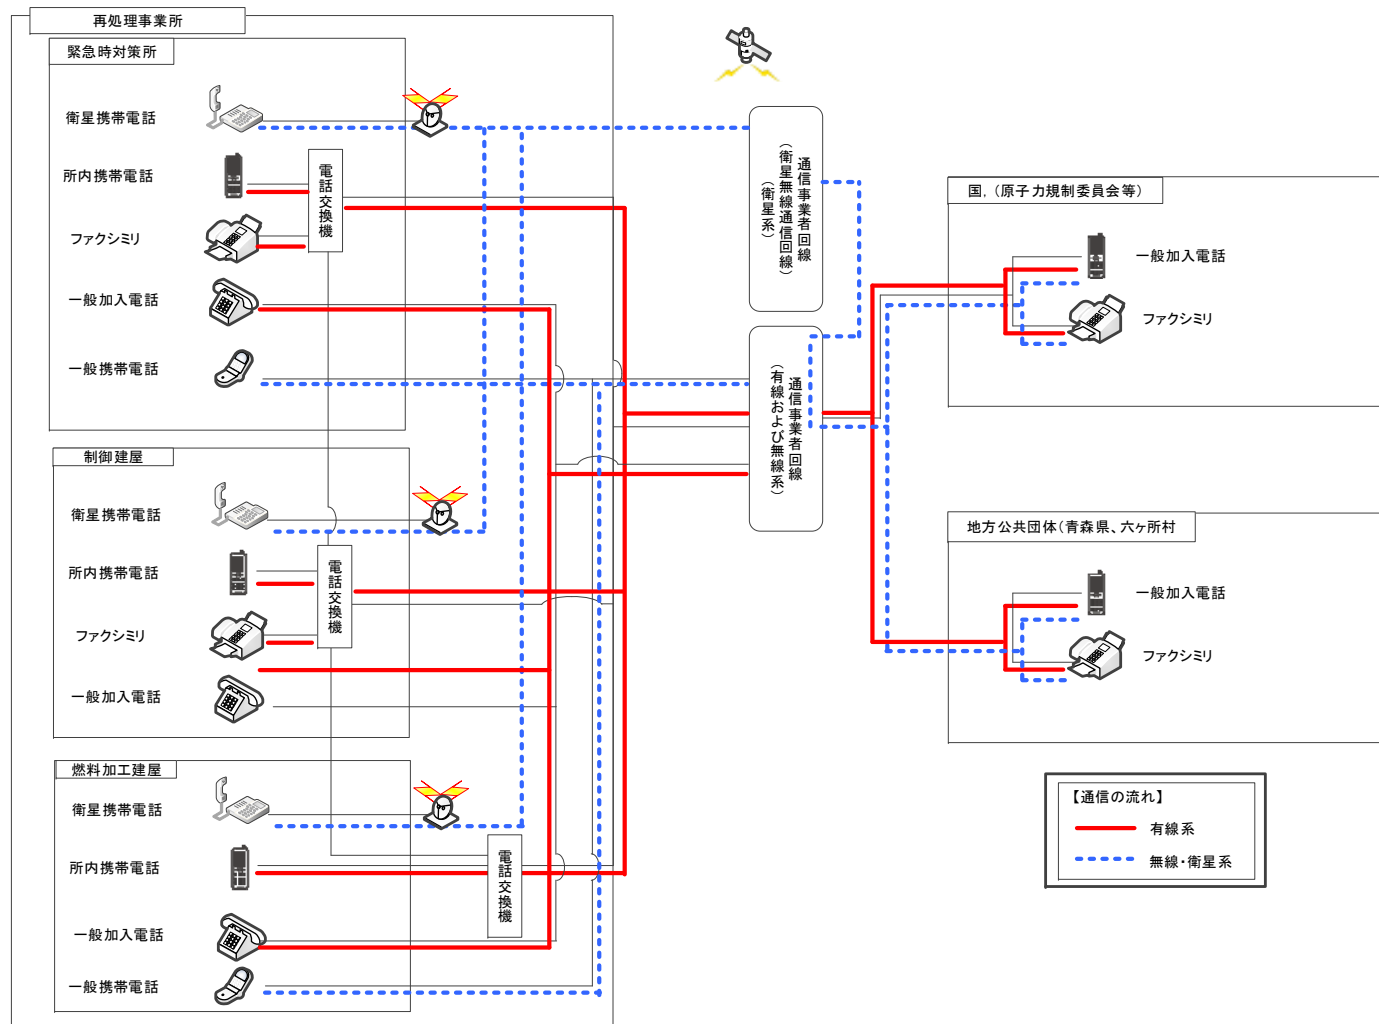 再処理事業所
緊急時対策所
衛星携帯電話
所内携帯電話
ファクシミリ
一般加入電話
一般携帯電話
電話交換機
制御建屋
衛星携帯電話
所内携帯電話
ファクシミリ
一般加入電話
電話交換機
燃料加工建屋
衛星携帯電話
所内携帯電話
一般加入電話
一般携帯電話
電話交換機
通信事業者回線
（衛星無線通信回線）
（衛星系）
通信事業者回線
（有線および無線系）
国,（原子力規制委員会等）
一般加入電話
ファクシミリ
地方公共団体（青森県、六ヶ所村
一般加入電話
ファクシミリ
【通信の流れ】
有線系
無線・衛星系